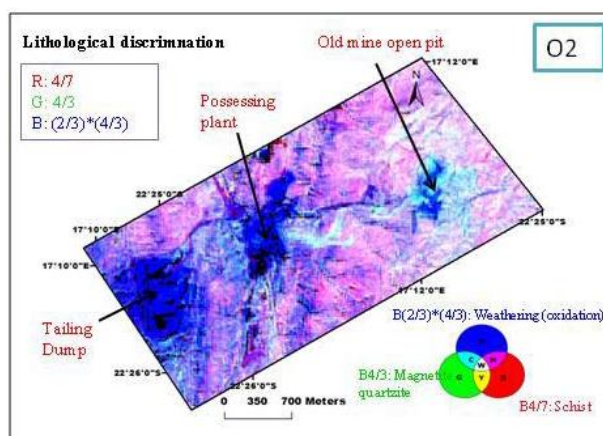 Lithological discrimnation
Old mine open pit
O2
R: 4/7
G: 4/3
B: (2/3)*(4/3)
17°12'0"E
N
Possessing
plant
22°25'0"S
17°10'0"E
17°10'0"E
22°25'0"S
17°12'0"E
Tailing
Dump
22°26'0"S
22°26'0"S
0 350 700 Meters
B(2/3)*(4/3): Weathering (oxidation)
C
W
G
Y
B4/3: Magnetite
quartzite
B4/7: Schist